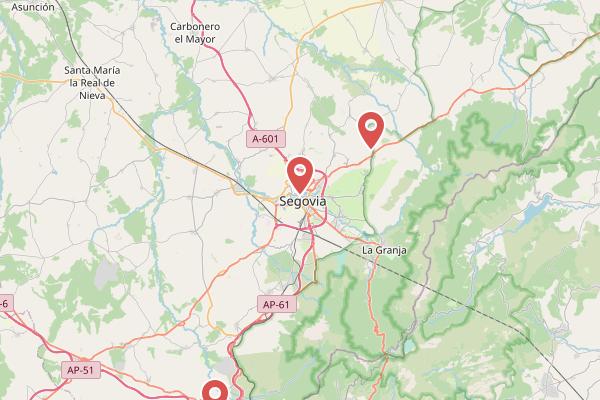 Asunción
Carbonero
el Mayor
Santa María
la Real de
Nieva
A-601
Segovia
La Granja
-6
AP-61
AP-51